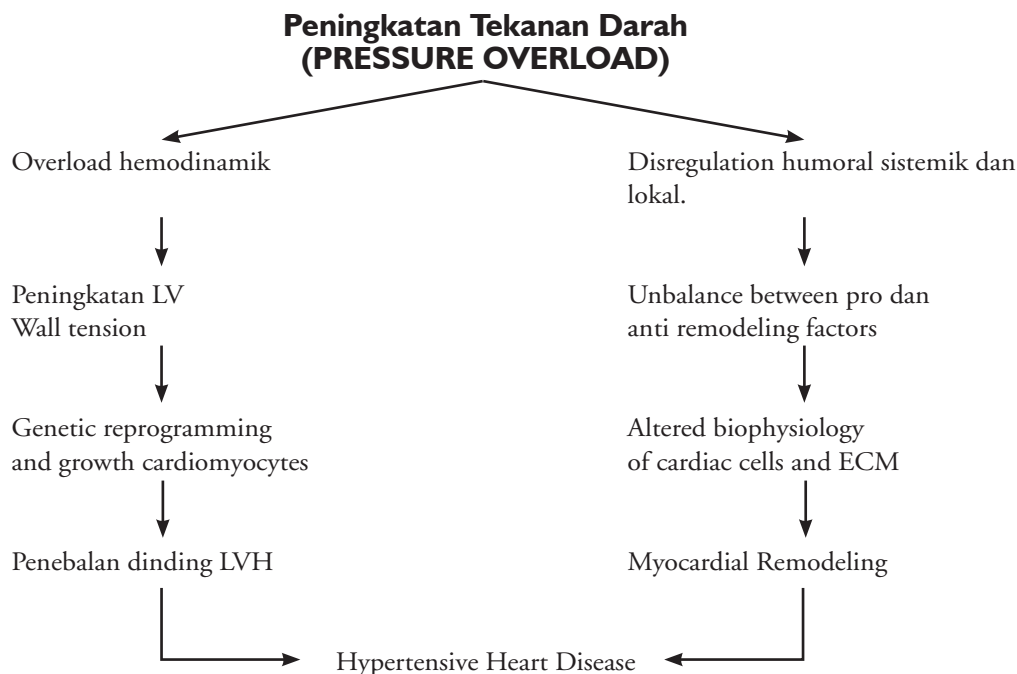 Peningkatan Tekanan Darah
(PRESSURE OVERLOAD)
Overload hemodinamik
Disregulation humoral sistemik dan
lokal.
Peningkatan LV
Wall tension
Unbalance between pro dan
anti remodeling factors
Genetic reprogramming
and growth cardiomyocytes
Altered biophysiology
of cardiac cells and ECM
Penebalan dinding LVH
Myocardial Remodeling
Hypertensive Heart Disease